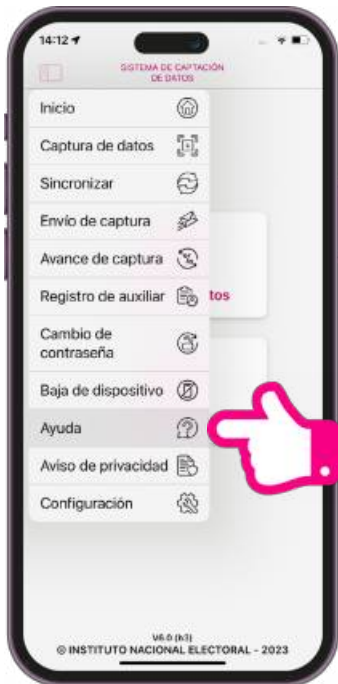 14:12
SISTEMA DE CAPTACIÓN
DE DATOS
Inicio
Captura de datos
Sincronizar
Envío de captura
Avance de captura
Registro de auxiliar
tos
Cambio de
contraseña
Baja de dispositivo
Ayuda
Aviso de privacidad
Configuración
V6.0 (h3)
© INSTITUTO NACIONAL ELECTORAL - 2023